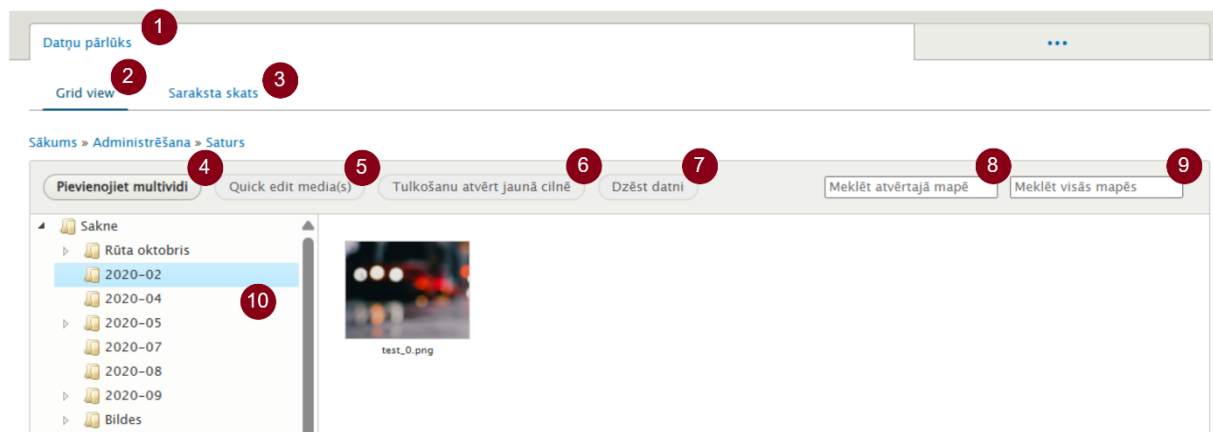 1
Datņu pārlūks
•••
2
3
Grid view Saraksta skats
Sākums » Administrēšana » Saturs
4 5 6 7 8 9
Pievienojiet multividi Quick edit media(s) Tulkošanu atvērt jaunā cilnē Dzēst datni Meklēt atvērtajā mapē Meklēt visās mapēs
Sakne
Rūta oktobris
2020-02
2020-04
10
2020-05
2020-07
test_0.png
2020-08
2020-09
Bildes